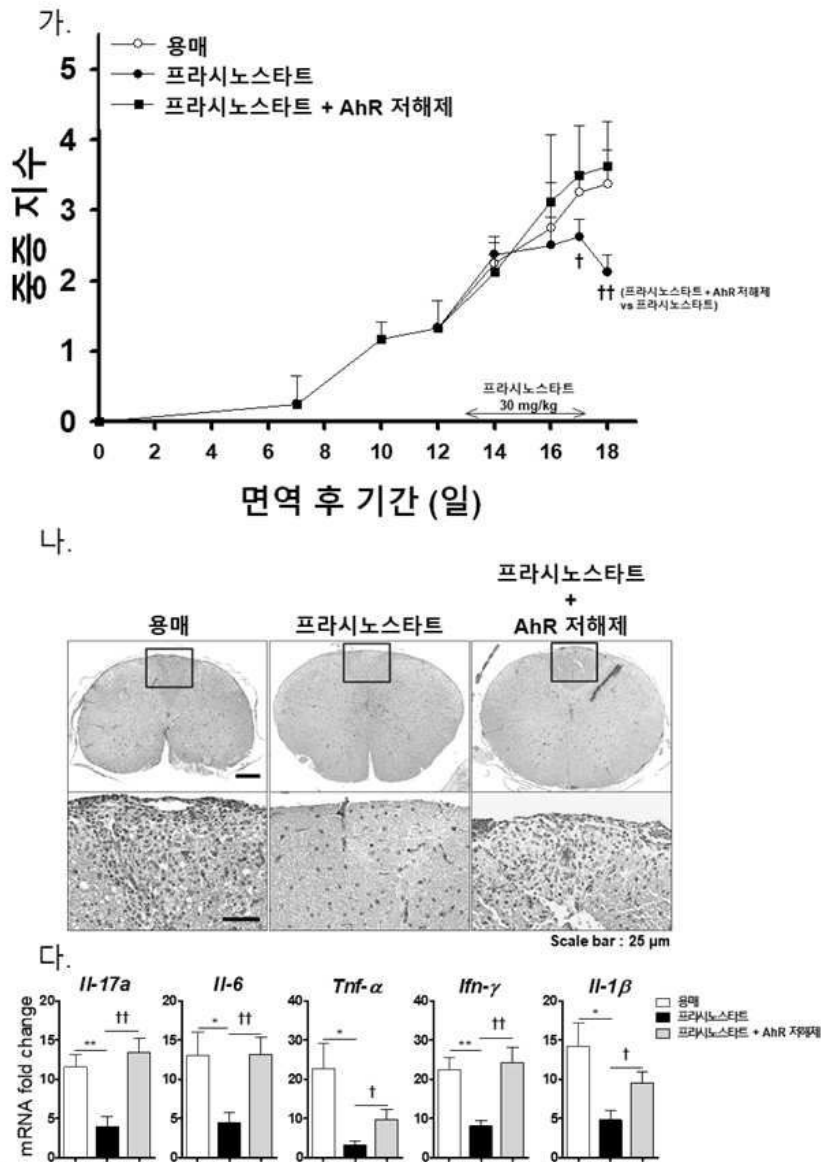 가.
용매
프라시노스타트
프라시노스타트 + AhR 저해제
5
4
3
2
1
0
중증 지수
†
†† (프라시노스타트 + AhR 저해제
vs 프라시노스타트)
프라시노스타트
30 mg/kg
0 2 4 6 8 10 12 14 16 18
면역 후 기간 (일)
나.
용매
프라시노스타트
프라시노스타트
+
AhR 저해제
Scale bar : 25 μm
다.
mRNA fold change
Il-17a
20
15
10
5
0
**
††
Il-6
20
15
10
5
0
*
††
Tnf-α
40
30
20
10
0
*
†
Ifn-γ
40
30
20
10
0
**
††
Il-1β
20
15
10
5
0
*
†
용매
프라시노스타트
프라시노스타트 + AhR 저해제